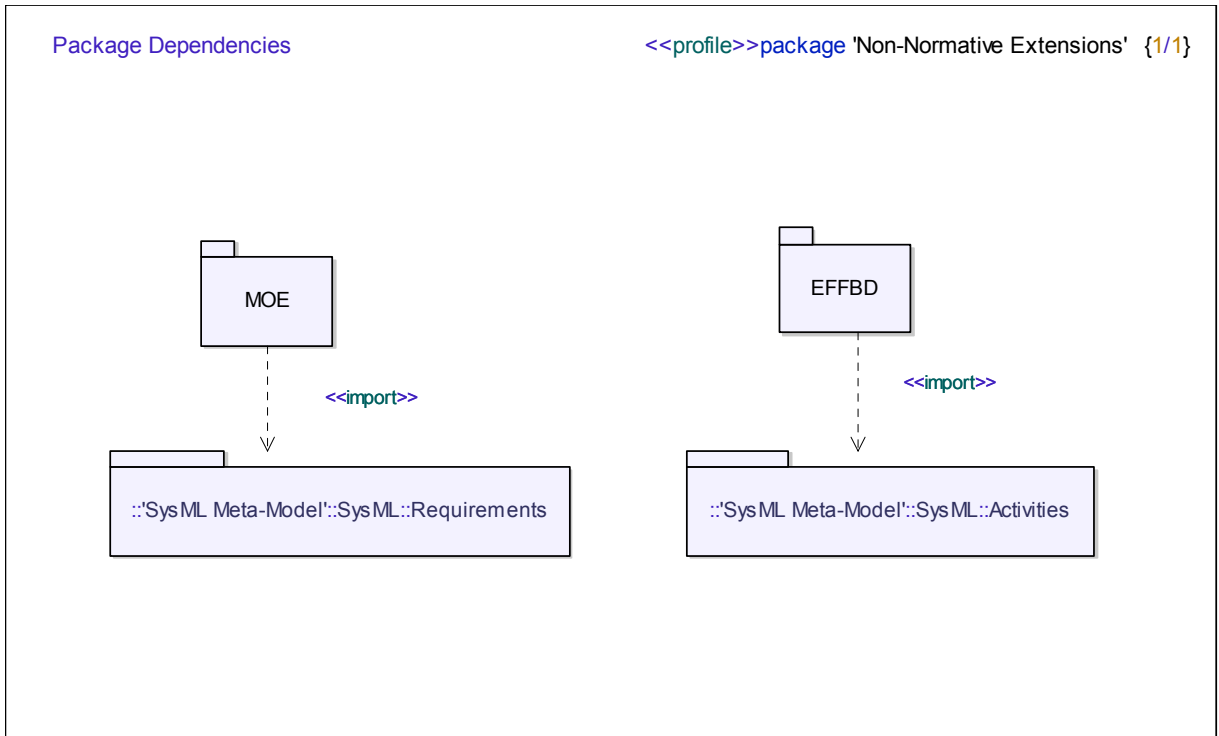 Package Dependencies
<<profile>>package 'Non-Normative Extensions' {1/1}
MOE
EFFBD
<<import>>
<<import>>
::'SysML Meta-Model'::SysML::Requirements
::'SysML Meta-Model'::SysML::Activities